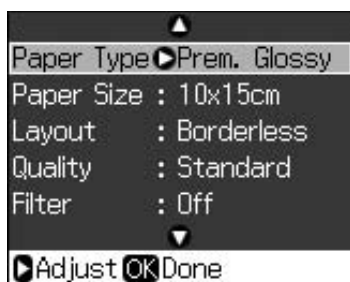 Paper Type Prem. Glossy
Paper Size : 10x15cm
Layout : Borderless
Quality : Standard
Filter : Off
Adjust OK Done